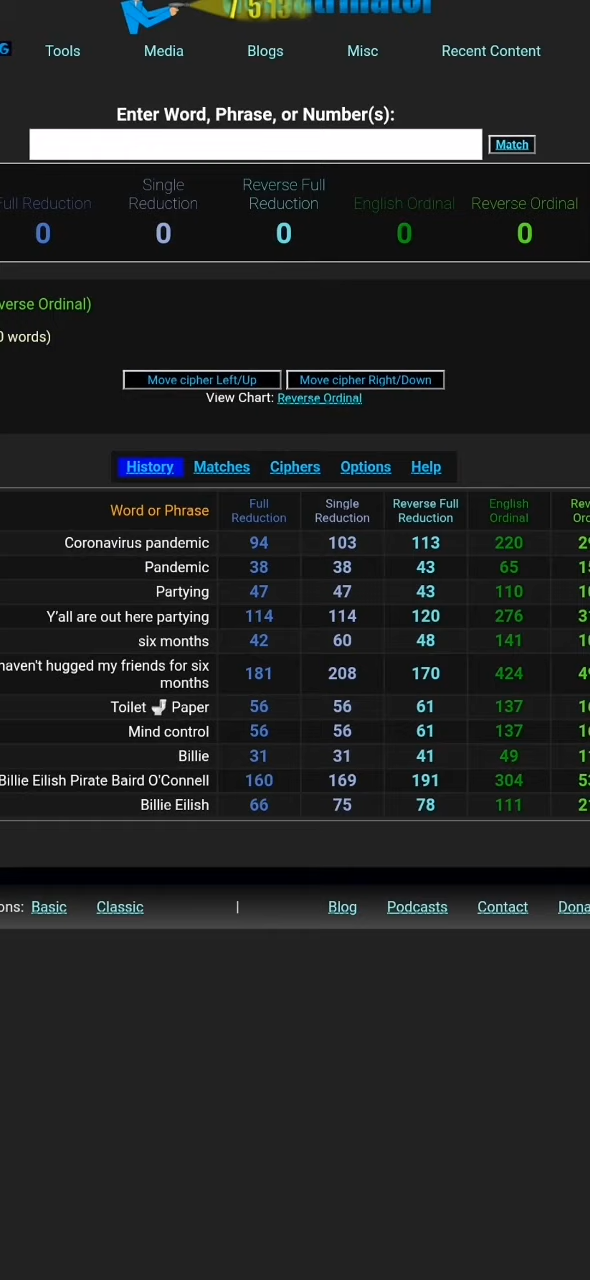 7 5 13
Tools Media Blogs Misc Recent Content
Enter Word, Phrase, or Number(s):
Match
Full Reduction Single Reduction Reverse Full Reduction English Ordinal Reverse Ordinal
0 0 0 0 0
verse Ordinal)
0 words)
Move cipher Left/Up Move cipher Right/Down
View Chart: Reverse Ordinal
History Matches Ciphers Options Help
Word or Phrase Full Reduction Single Reduction Reverse Full Reduction English Ordinal
Coronavirus pandemic 94 103 113 220
Pandemic 38 38 43 65
Partying 47 47 43 110
Y'all are out here partying 114 114 120 276
six months 42 60 48 141
haven't hugged my friends for six months 181 208 170 424
Toilet 🚽 Paper 56 56 61 137
Mind control 56 56 61 137
Billie 31 31 41 49
Billie Eilish Pirate Baird O'Connell 160 169 191 304
Billie Eilish 66 75 78 111
ons: Basic Classic | Blog Podcasts Contact Dona